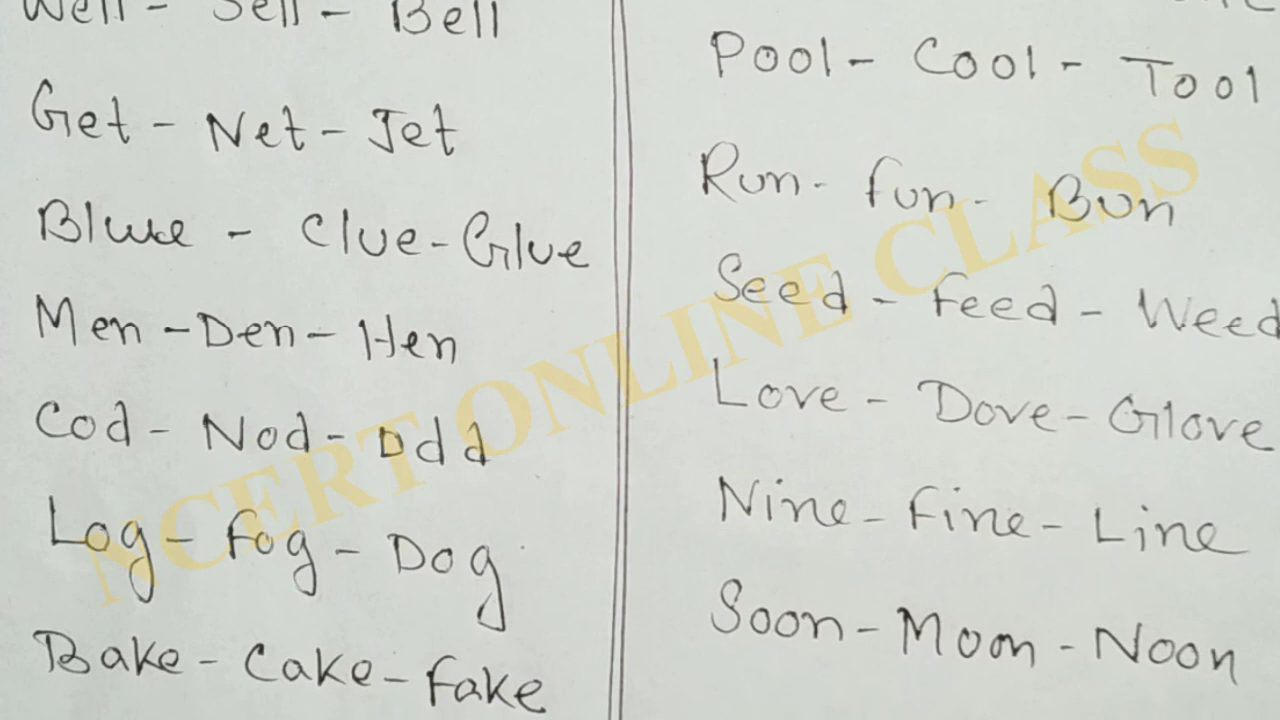 Well - Sell - Bell
Get - Net - Jet
Blue - Clue - Glue
Men - Den - Hen
Cod - Nod - Odd
Log - Fog - Dog
Bake - Cake - Fake
Pool - Cool - Tool
Run - Fun - Bun
Seed - Feed - Weed
Love - Dove - Glove
Nine - Fine - Line
Soon - Moon - Noon
NCERT ONLINE CLASS